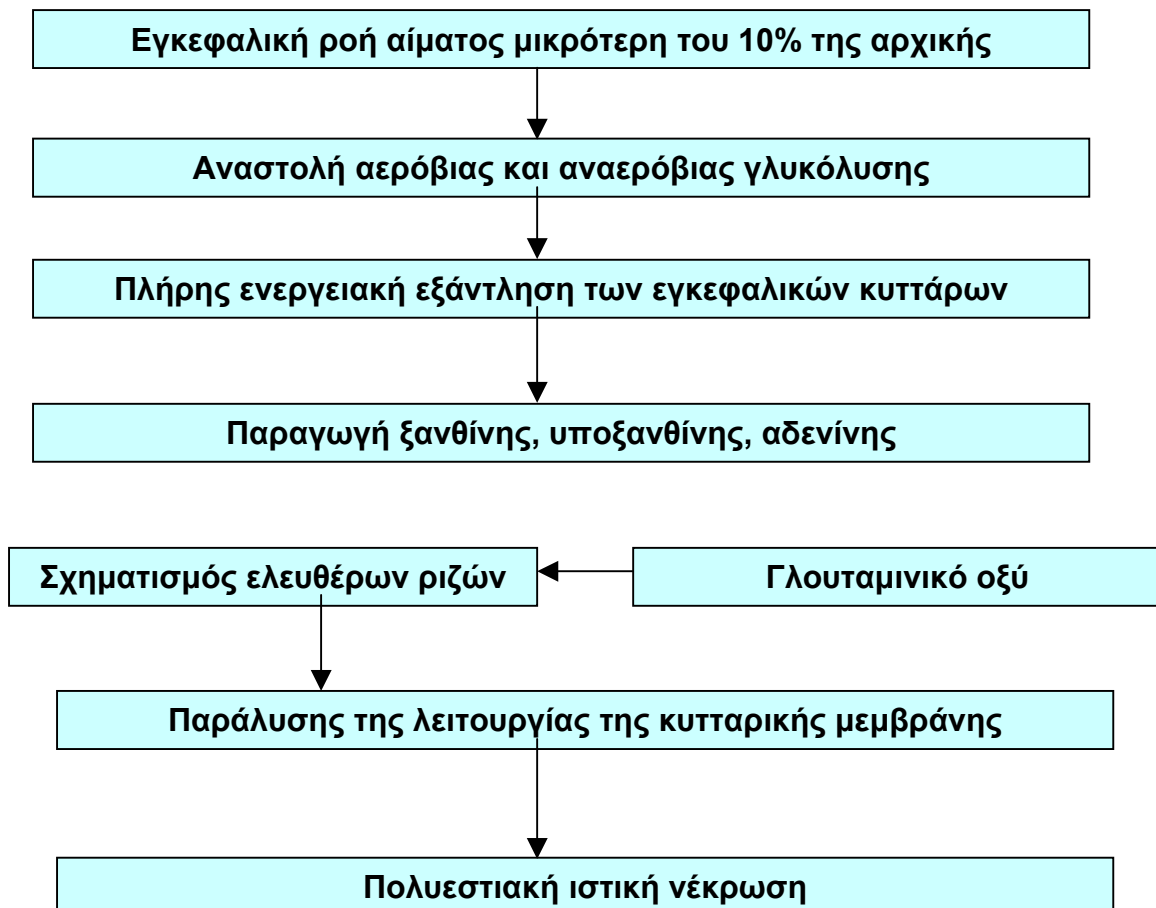 Εγκεφαλική ροή αίματος μικρότερη του 10% της αρχικής
Αναστολή αερόβιας και αναερόβιας γλυκόλυσης
Πλήρης ενεργειακή εξάντληση των εγκεφαλικών κυττάρων
Παραγωγή ξανθίνης, υποξανθίνης, αδενίνης
Σχηματισμός ελευθέρων ριζών
Γλουταμινικό οξύ
Παράλυσης της λειτουργίας της κυτταρικής μεμβράνης
Πολυεστιακή ιστική νέκρωση